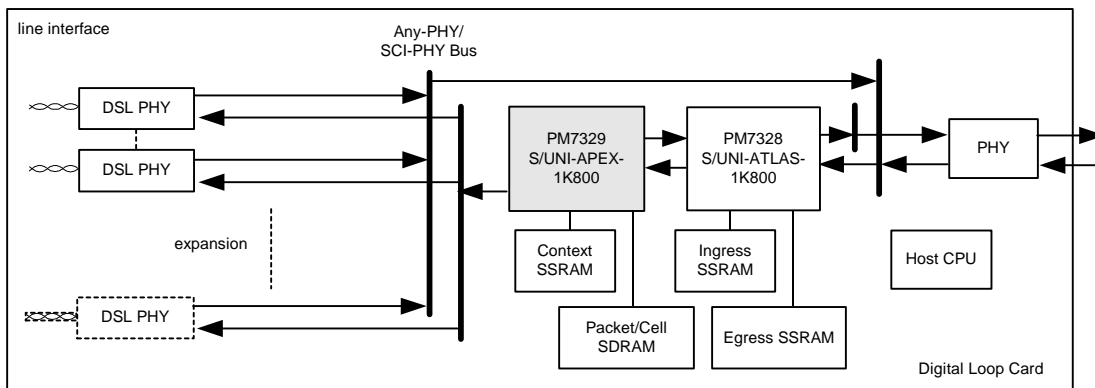 line interface
Any-PHY/
SCI-PHY Bus
DSL PHY
DSL PHY
expansion
DSL PHY
PM7329
S/UNI-APEX-
1K800
PM7328
S/UNI-ATLAS-
1K800
PHY
Context
SSRAM
Ingress
SSRAM
Host CPU
Packet/Cell
SDRAM
Egress SSRAM
Digital Loop Card